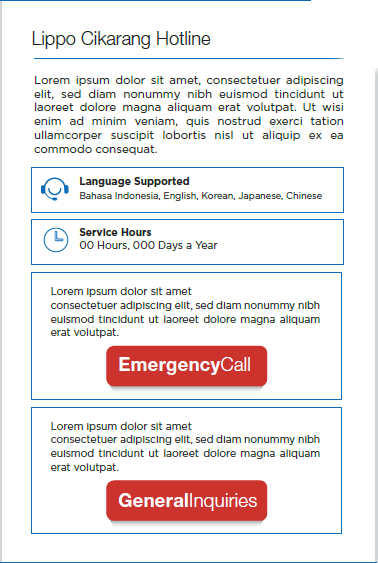 Lippo Cikarang Hotline
Lorem ipsum dolor sit amet, consectetuer adipiscing
elit, sed diam nonummy nibh euismod tincidunt ut
laoreet dolore magna aliquam erat volutpat. Ut wisi
enim ad minim veniam, quis nostrud exerci tation
ullamcorper suscipit lobortis nisl ut aliquip ex ea
commodo consequat.
Language Supported
Bahasa Indonesia, English, Korean, Japanese, Chinese
Service Hours
00 Hours, 000 Days a Year
Lorem ipsum dolor sit amet
consectetuer adipiscing elit, sed diam nonummy nibh
euismod tincidunt ut laoreet dolore magna aliquam
erat volutpat.
EmergencyCall
Lorem ipsum dolor sit amet
consectetuer adipiscing elit, sed diam nonummy nibh
euismod tincidunt ut laoreet dolore magna aliquam
erat volutpat.
GeneralInquiries